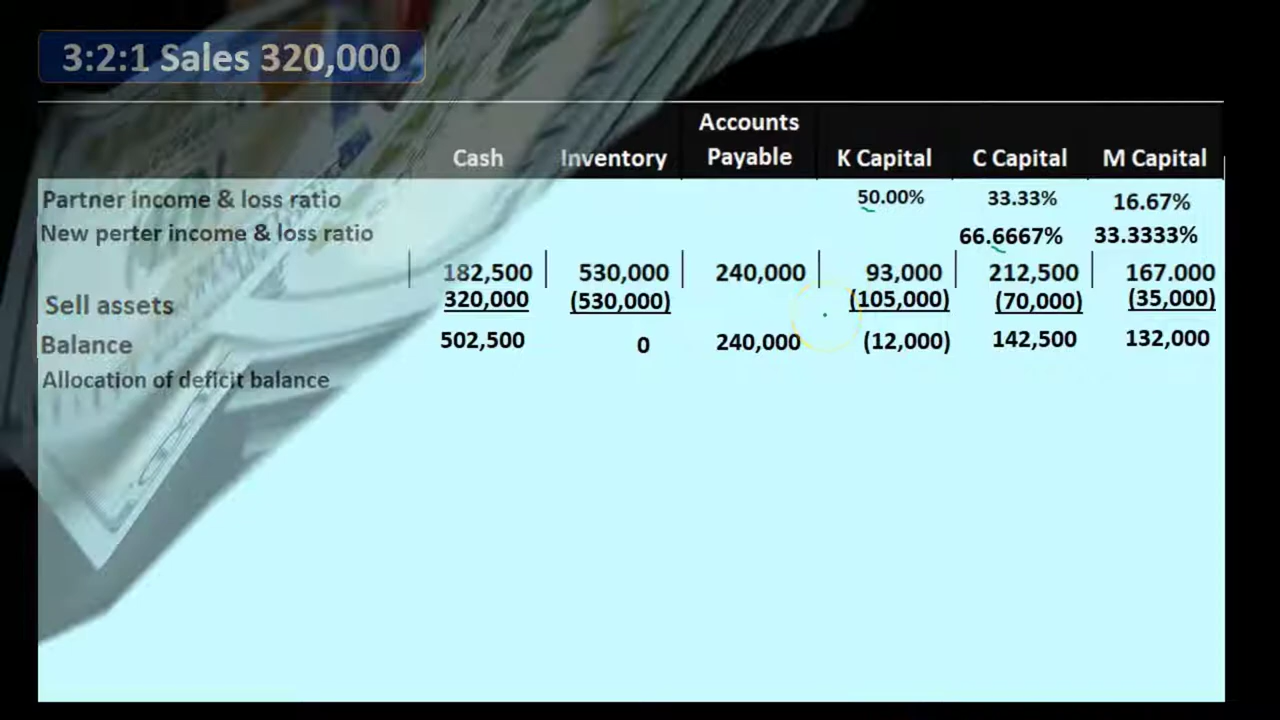 3:2:1 Sales 320,000
Accounts
Cash Inventory Payable K Capital C Capital M Capital
Partner income & loss ratio 50.00% 33.33% 16.67%
New perter income & loss ratio 66.6667% 33.3333%
182,500 530,000 240,000 93,000 212,500 167.000
Sell assets 320,000 (530,000) (105,000) (70,000) (35,000)
Balance 502,500 0 240,000 (12,000) 142,500 132,000
Allocation of deficit balance